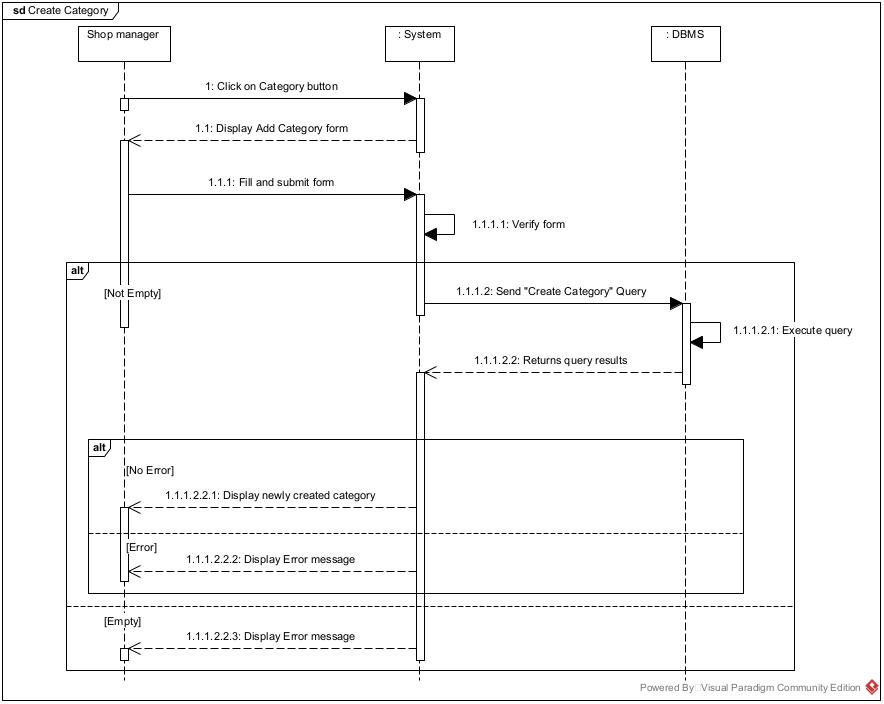 sd Create Category
Shop manager
: System
: DBMS
1: Click on Category button
1.1: Display Add Category form
1.1.1: Fill and submit form
1.1.1.1: Verify form
alt
[Not Empty]
1.1.1.2: Send "Create Category" Query
1.1.1.2.1: Execute query
1.1.1.2.2: Returns query results
alt
[No Error]
1.1.1.2.2.1: Display newly created category
[Error]
1.1.1.2.2.2: Display Error message
[Empty]
1.1.1.2.2.3: Display Error message
Powered By Visual Paradigm Community Edition